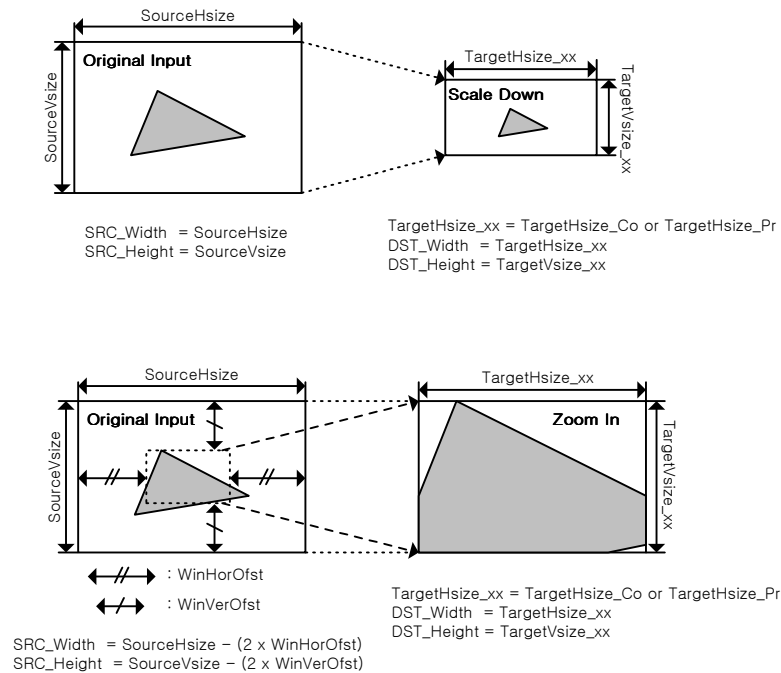 SourceHsize
SourceVsize
Original Input
TargetHsize_xx
Scale Down
TargetVsize_xx
SRC_Width = SourceHsize
SRC_Height = SourceVsize
TargetHsize_xx = TargetHsize_Co or TargetHsize_Pr
DST_Width = TargetHsize_xx
DST_Height = TargetVsize_xx
SourceHsize
SourceVsize
Original Input
TargetHsize_xx
Zoom In
TargetVsize_xx
: WinHorOfst
: WinVerOfst
SRC_Width = SourceHsize - (2 x WinHorOfst)
SRC_Height = SourceVsize - (2 x WinVerOfst)
TargetHsize_xx = TargetHsize_Co or TargetHsize_Pr
DST_Width = TargetHsize_xx
DST_Height = TargetVsize_xx